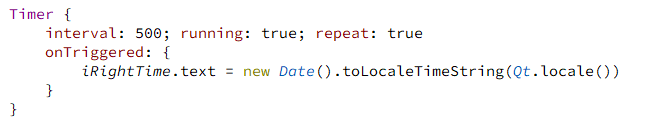 Timer {
    interval: 500; running: true; repeat: true
    onTriggered: {
        iRightTime.text = new Date().toLocaleTimeString(Qt.locale())
    }
}